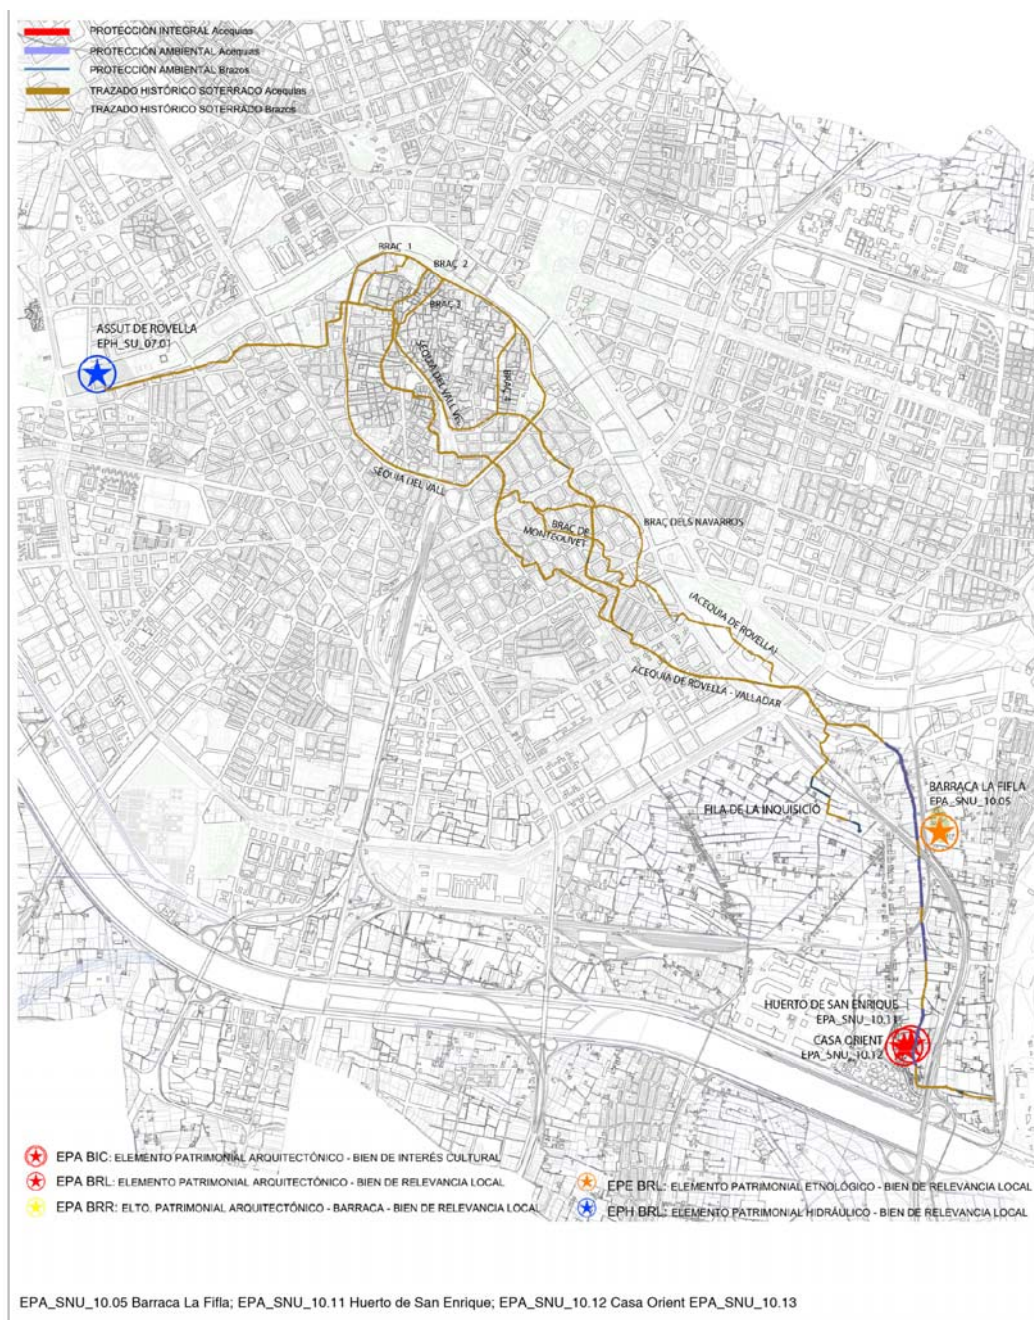 PROTECCIÓN INTEGRAL Acequias
PROTECCIÓN AMBIENTAL Acequias
PROTECCIÓN AMBIENTAL Brazos
TRAZADO HISTÓRICO SOTERRADO Acequias
TRAZADO HISTÓRICO SOTERRADO Brazos
BRAÇ 1
BRAÇ 2
BRAÇ 3
ASSUT DE ROVELLA
EPH_SU_07.01
SÉQUIA DEL VALL
BRAÇ 4
SÉQUIA DEL VALL
BRAÇ DE
MONTEOLIVET
BRAÇ DELS NAVARROS
(ACEQUIA DE ROVELLA)
ACEQUIA DE ROVELLA - VALLADAR
BARRACA LA FIFLA
EPA_SNU_10.05
FILA DE LA INQUISICIÓ
HUERTO DE SAN ENRIQUE
EPA_SNU_10.11
CASA ORIENT
EPA_SNU_10.12
EPA BIC: ELEMENTO PATRIMONIAL ARQUITECTÓNICO - BIEN DE INTERÉS CULTURAL
EPA BRL: ELEMENTO PATRIMONIAL ARQUITECTÓNICO - BIEN DE RELEVANCIA LOCAL
EPA BRR: ELTO. PATRIMONIAL ARQUITECTÓNICO - BARRACA - BIEN DE RELEVANCIA LOCAL
EPE BRL: ELEMENTO PATRIMONIAL ETNOLÓGICO - BIEN DE RELEVANCIA LOCAL
EPH BRL: ELEMENTO PATRIMONIAL HIDRÁULICO - BIEN DE RELEVANCIA LOCAL
EPA_SNU_10.05 Barraca La Fifla; EPA_SNU_10.11 Huerto de San Enrique; EPA_SNU_10.12 Casa Orient EPA_SNU_10.13